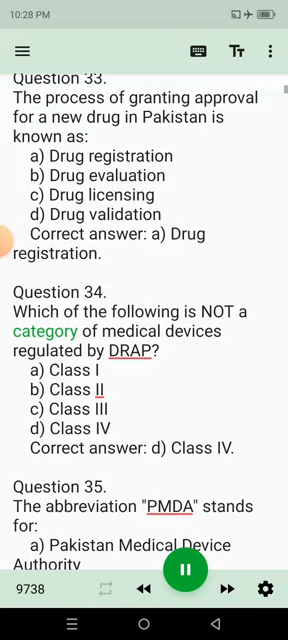 10:28 PM
Question 33.
The process of granting approval
for a new drug in Pakistan is
known as:
a) Drug registration
b) Drug evaluation
c) Drug licensing
d) Drug validation
Correct answer: a) Drug
registration.
Question 34.
Which of the following is NOT a
category of medical devices
regulated by DRAP?
a) Class I
b) Class II
c) Class III
d) Class IV
Correct answer: d) Class IV.
Question 35.
The abbreviation "PMDA" stands
for:
a) Pakistan Medical Device
Authority
9738